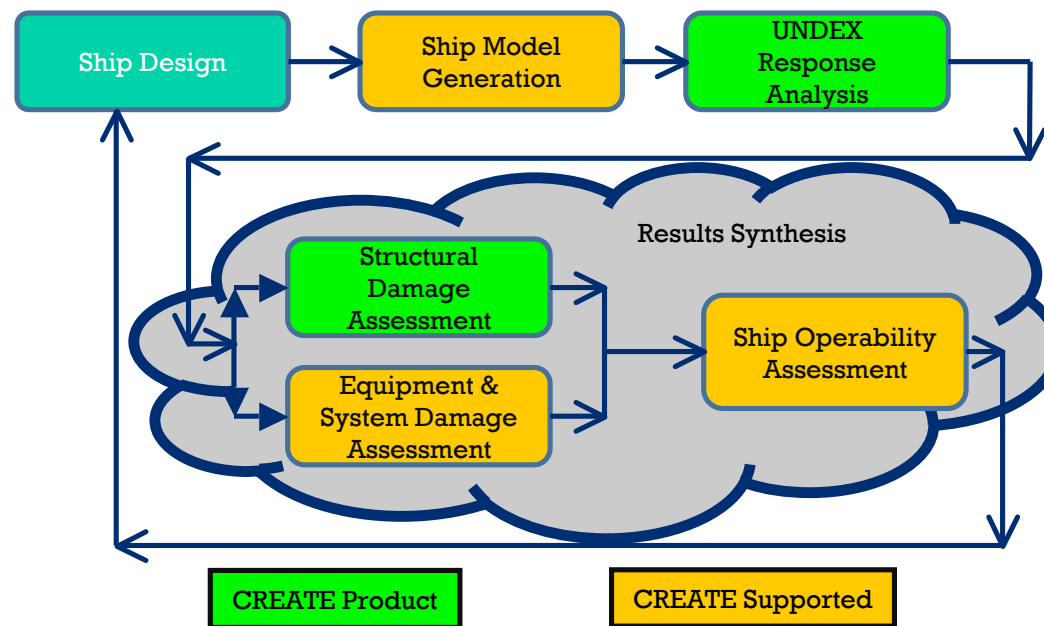 Ship Design
Ship Model
Generation
UNDEX
Response
Analysis
Results Synthesis
Structural
Damage
Assessment
Equipment &
System Damage
Assessment
Ship Operability
Assessment
CREATE Product
CREATE Supported